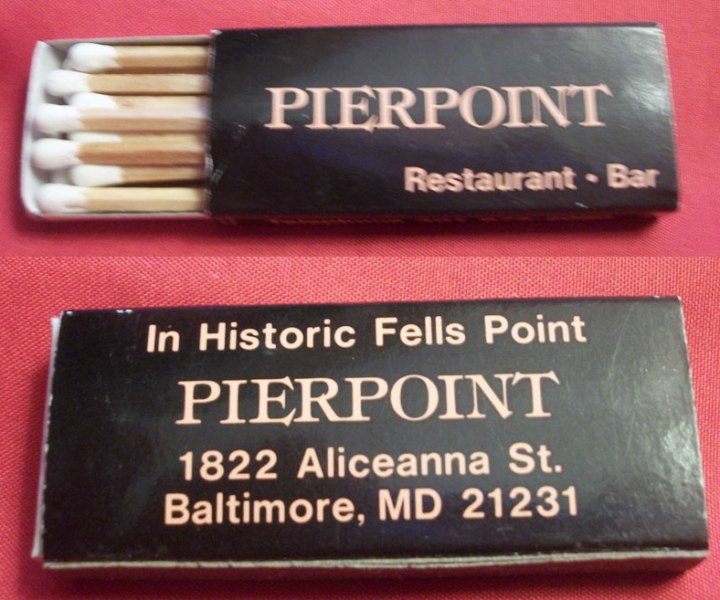 PIERPOINT
Restaurant • Bar
In Historic Fells Point
PIERPOINT
1822 Aliceanna St.
Baltimore, MD 21231